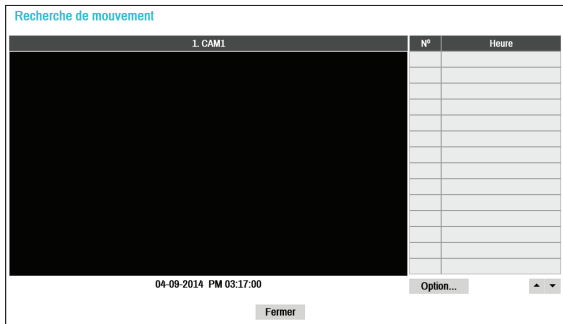 Recherche de mouvement
1. CAM1
Nº Heure
04-09-2014 PM 03:17:00
Option...
Fermer